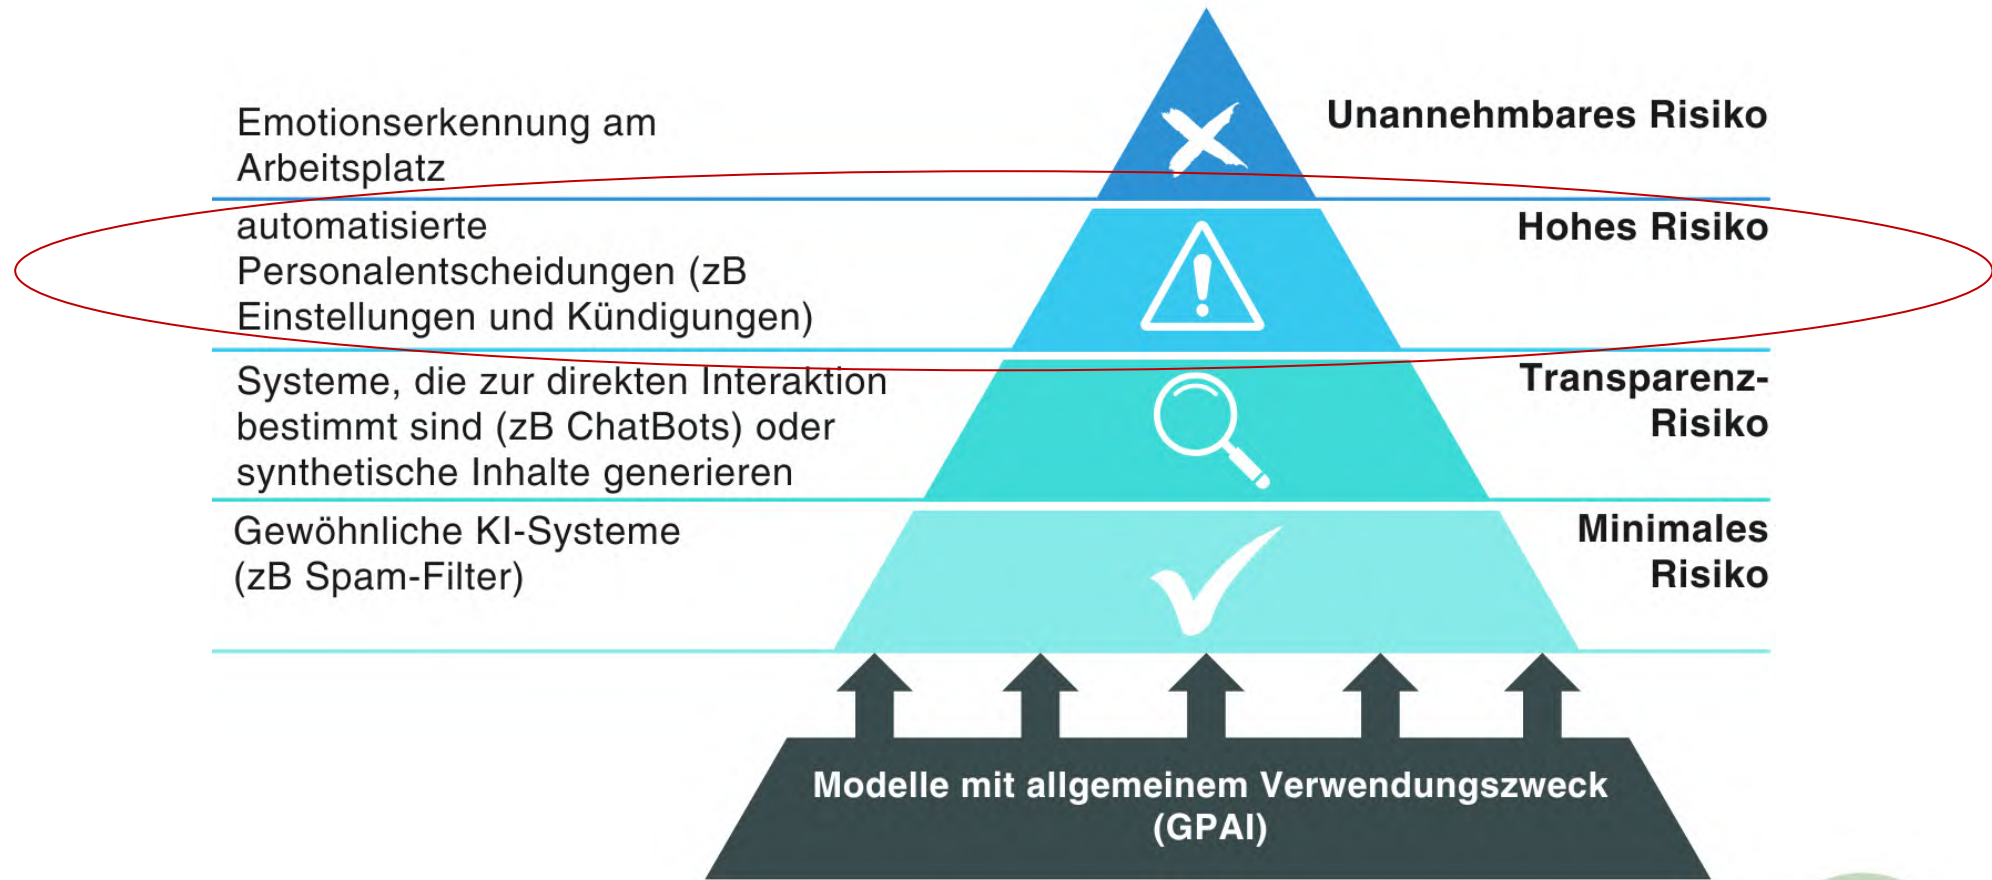 Emotionserkennung am
Arbeitsplatz
Unannehmbares Risiko
automatisierte
Personalentscheidungen (zB
Einstellungen und Kündigungen)
Hohes Risiko
Systeme, die zur direkten Interaktion
bestimmt sind (zB ChatBots) oder
synthetische Inhalte generieren
Transparenz-
Risiko
Gewöhnliche KI-Systeme
(zB Spam-Filter)
Minimales
Risiko
Modelle mit allgemeinem Verwendungszweck
(GPAI)